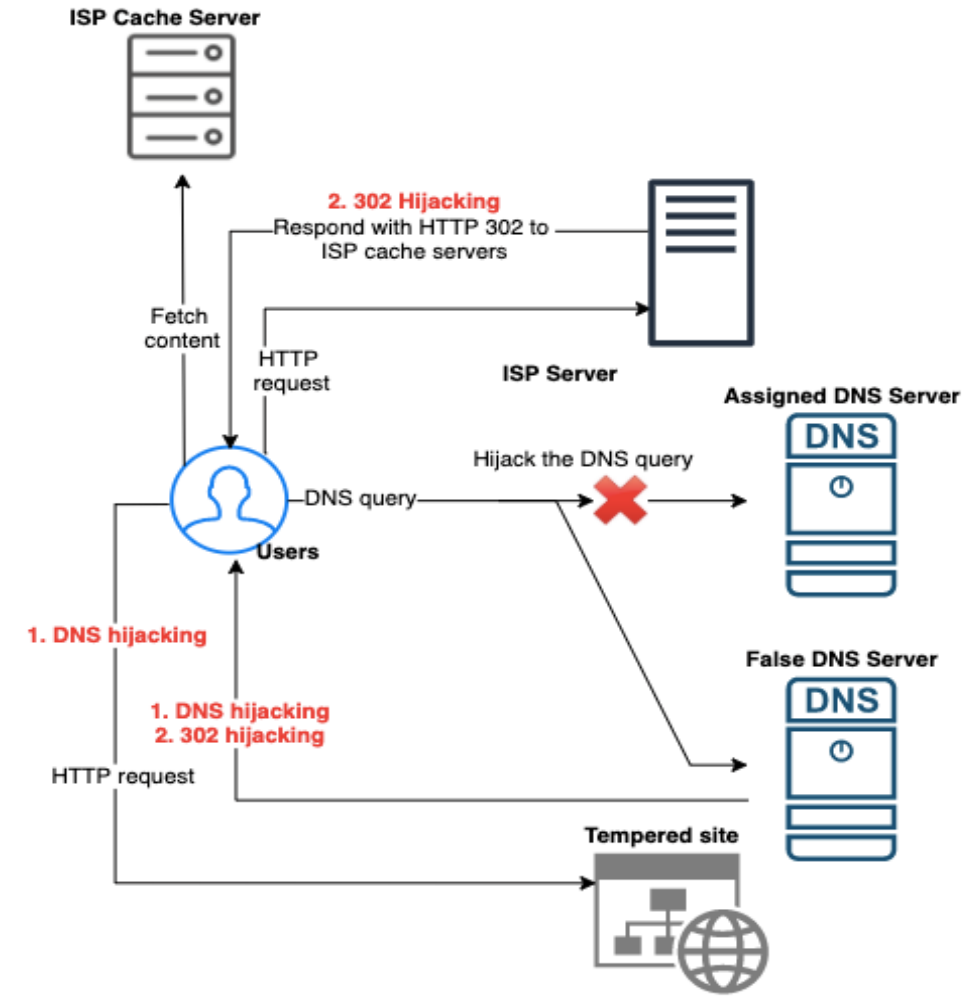 ISP Cache Server
2. 302 Hijacking
Respond with HTTP 302 to
ISP cache servers
Fetch
content
HTTP
request
ISP Server
Assigned DNS Server
DNS
Hijack the DNS query
DNS query
Users
1. DNS hijacking
False DNS Server
DNS
1. DNS hijacking
2. 302 hijacking
HTTP request
Tempered site